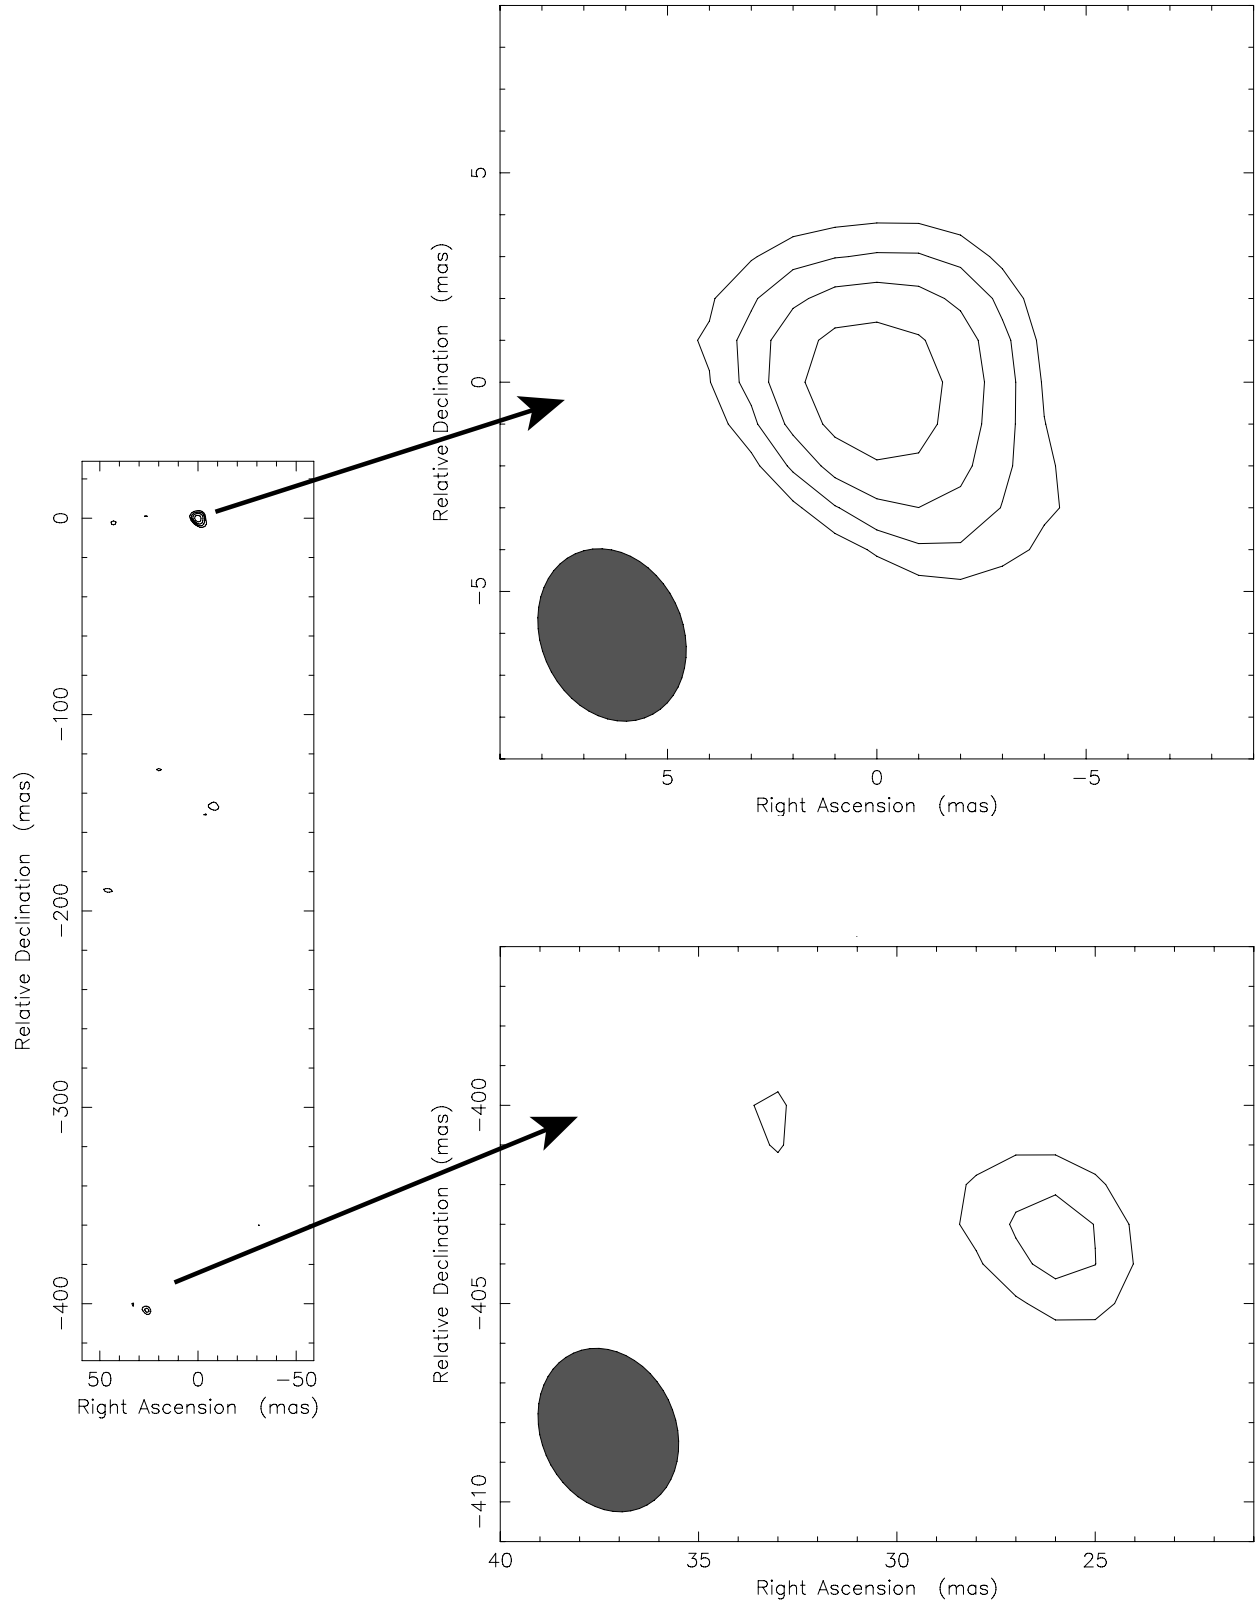 5
0
−5
Relative Declination (mas)
5 0 −5
Right Ascension (mas)
0
−100
−200
−300
−400
Relative Declination (mas)
50 0 −50
Right Ascension (mas)
−400
−405
−410
Relative Declination (mas)
40 35 30 25
Right Ascension (mas)